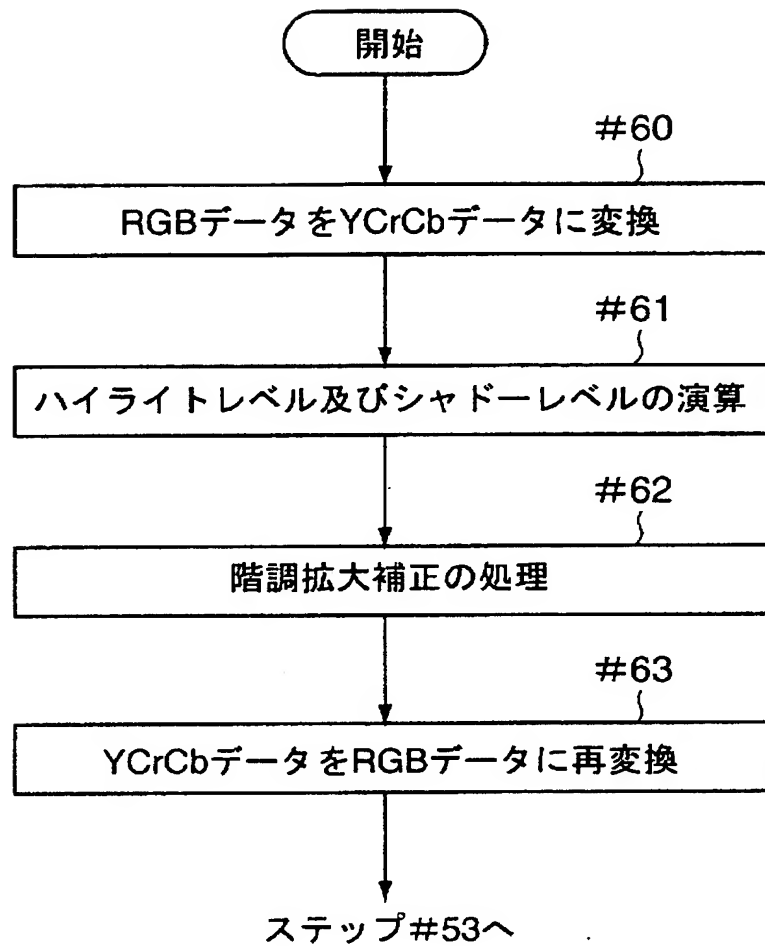 開始
#60
RGBデータをYCrCbデータに変換
#61
ハイライトレベル及びシャドーレベルの演算
#62
階調拡大補正の処理
#63
YCrCbデータをRGBデータに再変換
ステップ#53へ